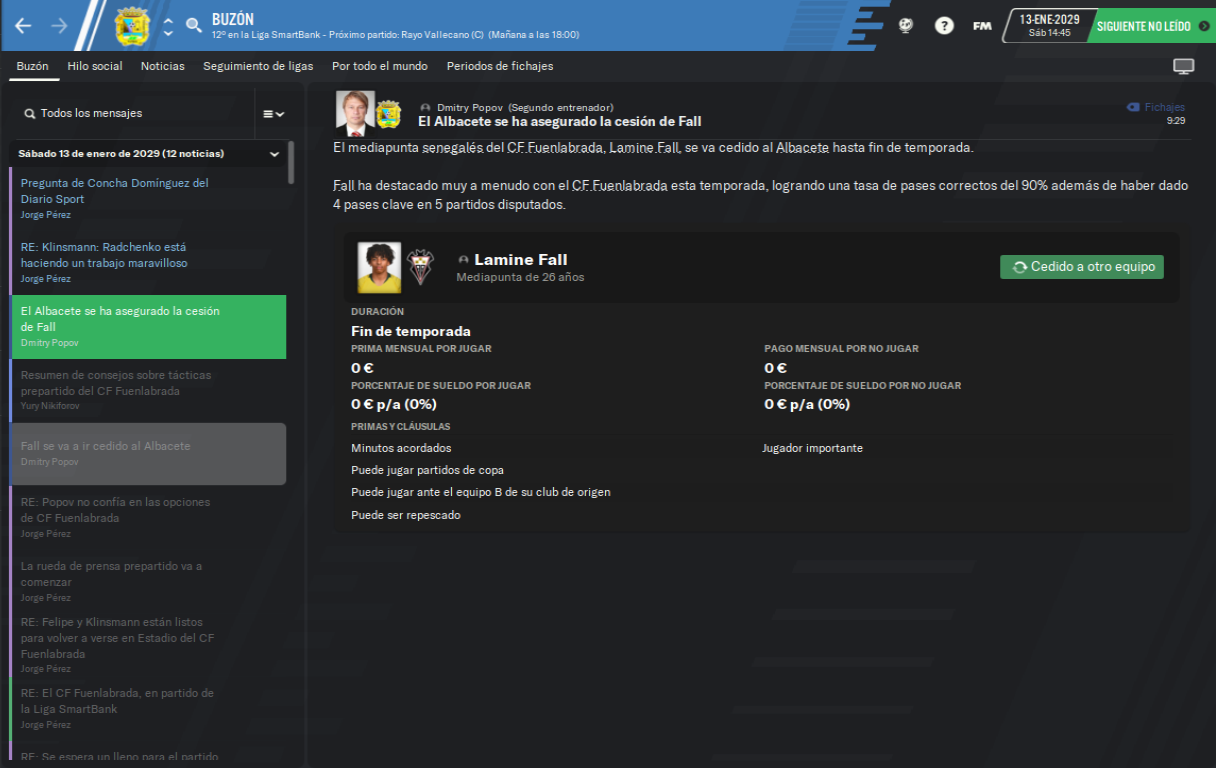 BUZÓN
12º en la Liga SmartBank - Próximo partido: Rayo Vallecano (C) (Mañana a las 18:00)
?
FM
13-ENE-2029
Sáb 14:45
SIGUIENTE NO LEÍDO
Buzón Hilo social Noticias Seguimiento de ligas Por todo el mundo Periodos de fichajes
Todos los mensajes
Sábado 13 de enero de 2029 (12 noticias)
Pregunta de Concha Domínguez del
Diario Sport
Jorge Pérez
RE: Klinsmann: Radchenko está
haciendo un trabajo maravilloso
Jorge Pérez
El Albacete se ha asegurado la cesión
de Fall
Dmitry Popov
Resumen de consejos sobre tácticas
prepartido del CF Fuenlabrada
Yury Nikiforov
Fall se va a ir cedido al Albacete
Dmitry Popov
RE: Popov no confía en las opciones
de CF Fuenlabrada
Jorge Pérez
La rueda de prensa prepartido va a
comenzar
Jorge Pérez
RE: Felipe y Klinsmann están listos
para volver a verse en Estadio del CF
Fuenlabrada
Jorge Pérez
RE: El CF Fuenlabrada, en partido de
la Liga SmartBank
Jorge Pérez
RE: Se espera un lleno para el partido
Dmitry Popov (Segundo entrenador)
El Albacete se ha asegurado la cesión de Fall
Fichajes
9:29
El mediapunta senegalés del CF Fuenlabrada, Lamine Fall, se va cedido al Albacete hasta fin de temporada.
Fall ha destacado muy a menudo con el CF Fuenlabrada esta temporada, logrando una tasa de pases correctos del 90% además de haber dado
4 pases clave en 5 partidos disputados.
Lamine Fall
Mediapunta de 26 años
Cedido a otro equipo
DURACIÓN
Fin de temporada
PRIMA MENSUAL POR JUGAR PAGO MENSUAL POR NO JUGAR
0 € 0 €
PORCENTAJE DE SUELDO POR JUGAR PORCENTAJE DE SUELDO POR NO JUGAR
0 € p/a (0%) 0 € p/a (0%)
PRIMAS Y CLÁUSULAS
Minutos acordados Jugador importante
Puede jugar partidos de copa
Puede jugar ante el equipo B de su club de origen
Puede ser repescado